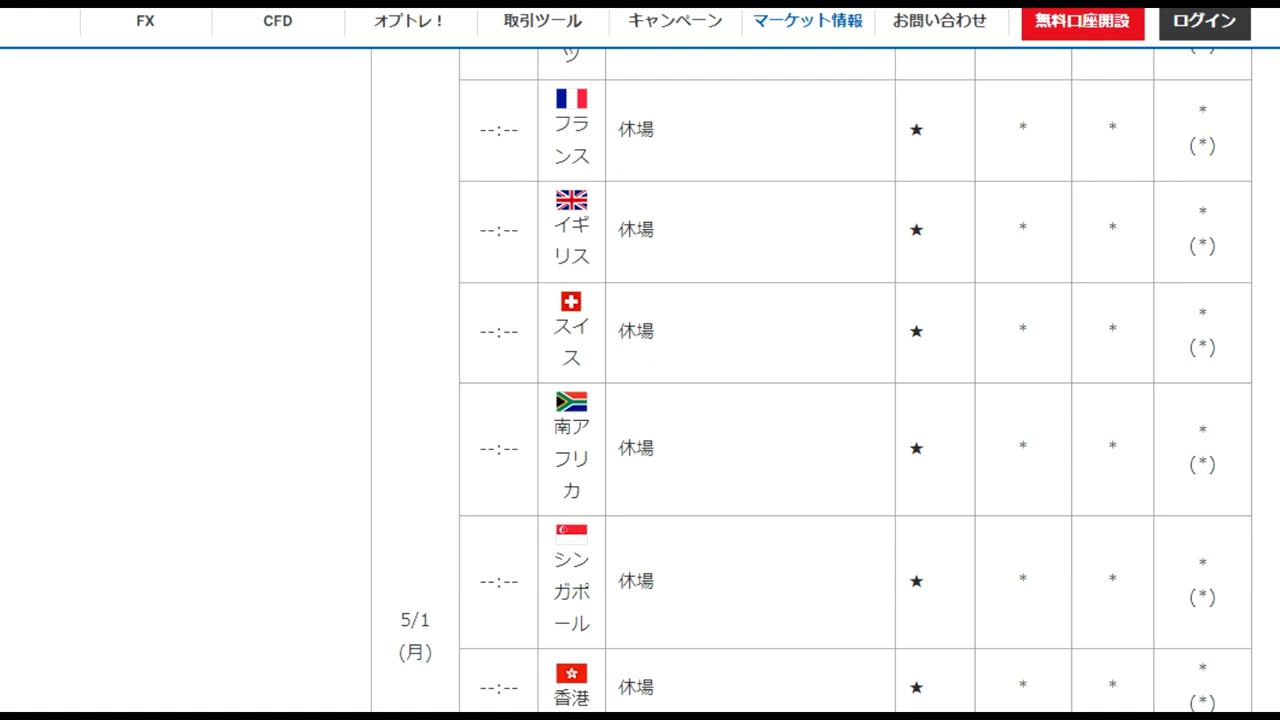 FX CFD オプトレ！ 取引ツール キャンペーン マーケット情報 お問い合わせ 無料口座開設 ログイン
ツ
--:-- フランス 休場 ★ * * * (*)
--:-- イギリス 休場 ★ * * * (*)
--:-- スイス 休場 ★ * * * (*)
--:-- 南アフリカ 休場 ★ * * * (*)
--:-- シンガポール 休場 ★ * * * (*)
5/1
(月)
--:-- 香港 休場 ★ * * * (*)